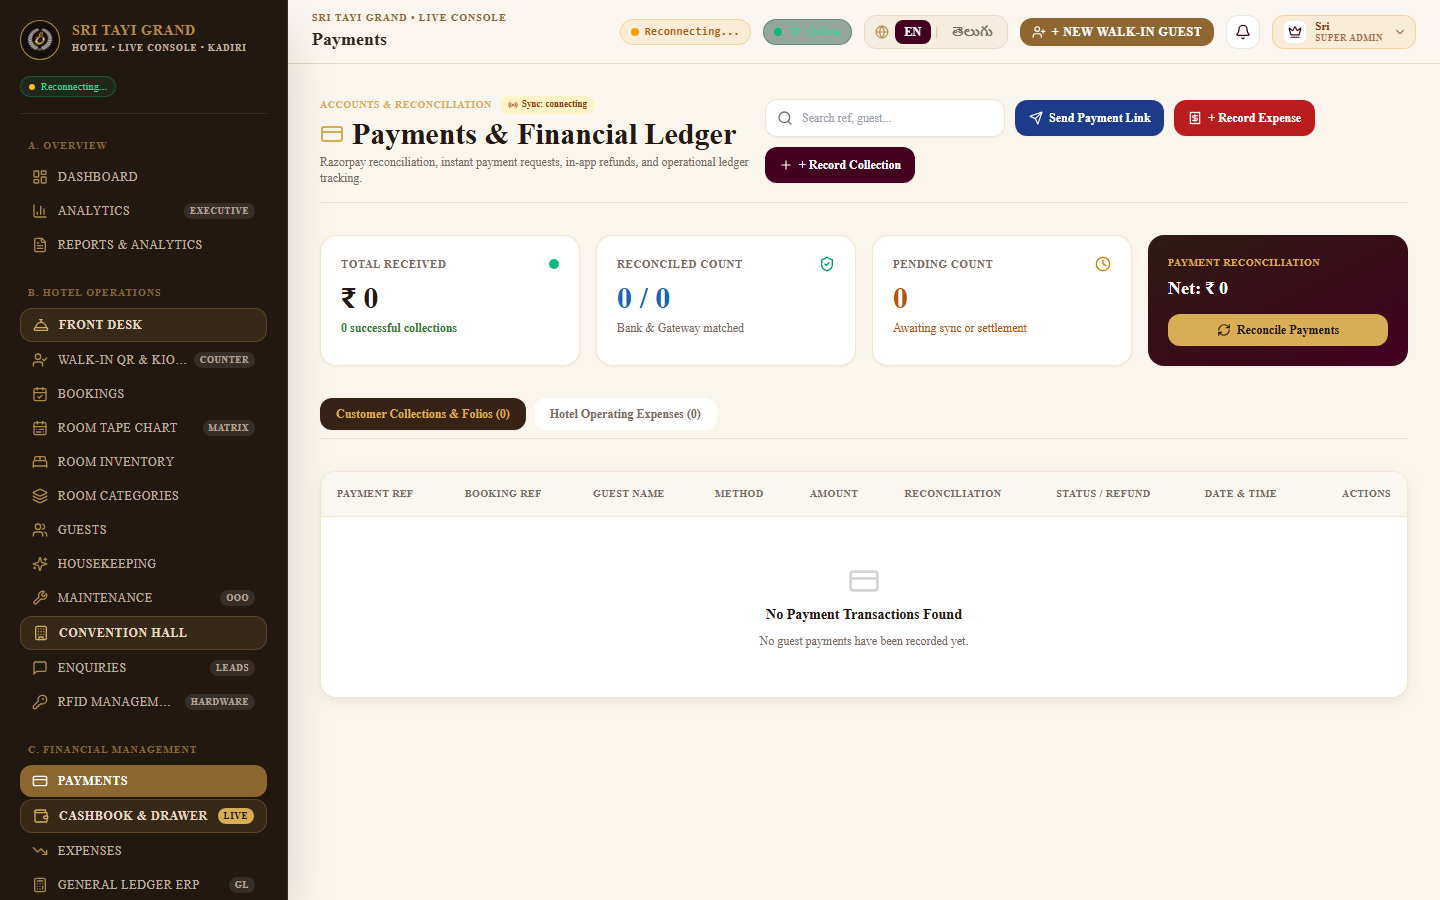 SRI TAYI GRAND
HOTEL • LIVE CONSOLE • KADIRI
Reconnecting...
A. OVERVIEW
DASHBOARD
ANALYTICS
EXECUTIVE
REPORTS & ANALYTICS
B. HOTEL OPERATIONS
FRONT DESK
WALK-IN QR & KIO...
COUNTER
BOOKINGS
ROOM TAPE CHART
MATRIX
ROOM INVENTORY
ROOM CATEGORIES
GUESTS
HOUSEKEEPING
MAINTENANCE
OOO
CONVENTION HALL
ENQUIRIES
LEADS
RFID MANAGEM...
HARDWARE
C. FINANCIAL MANAGEMENT
PAYMENTS
CASHBOOK & DRAWER
LIVE
EXPENSES
GENERAL LEDGER ERP
GL
SRI TAYI GRAND • LIVE CONSOLE
Payments
Reconnecting...
EN
తెలుగు
+ NEW WALK-IN GUEST
Sri
SUPER ADMIN
ACCOUNTS & RECONCILIATION
Sync: connecting
Payments & Financial Ledger
Razorpay reconciliation, instant payment requests, in-app refunds, and operational ledger
tracking.
Search ref, guest...
Send Payment Link
+ Record Expense
+ Record Collection
TOTAL RECEIVED
₹ 0
0 successful collections
RECONCILED COUNT
0 / 0
Bank & Gateway matched
PENDING COUNT
0
Awaiting sync or settlement
PAYMENT RECONCILIATION
Net: ₹ 0
Reconcile Payments
Customer Collections & Folios (0)
Hotel Operating Expenses (0)
PAYMENT REF
BOOKING REF
GUEST NAME
METHOD
AMOUNT
RECONCILIATION
STATUS / REFUND
DATE & TIME
ACTIONS
No Payment Transactions Found
No guest payments have been recorded yet.